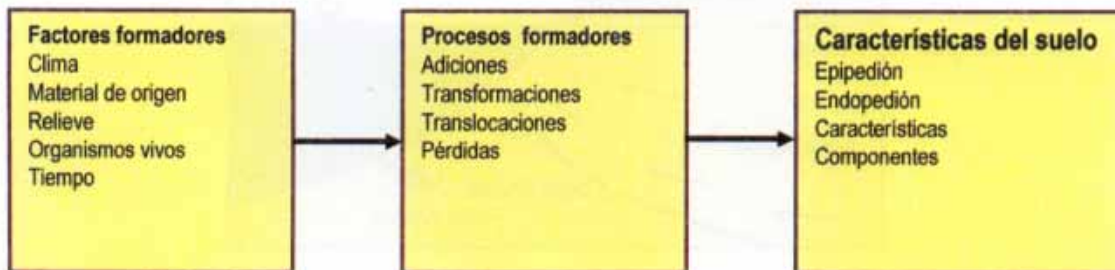 Factores formadores
Clima
Material de origen
Relieve
Organismos vivos
Tiempo
Procesos formadores
Adiciones
Transformaciones
Translocaciones
Pérdidas
Características del suelo
Epipedión
Endopedión
Características
Componentes